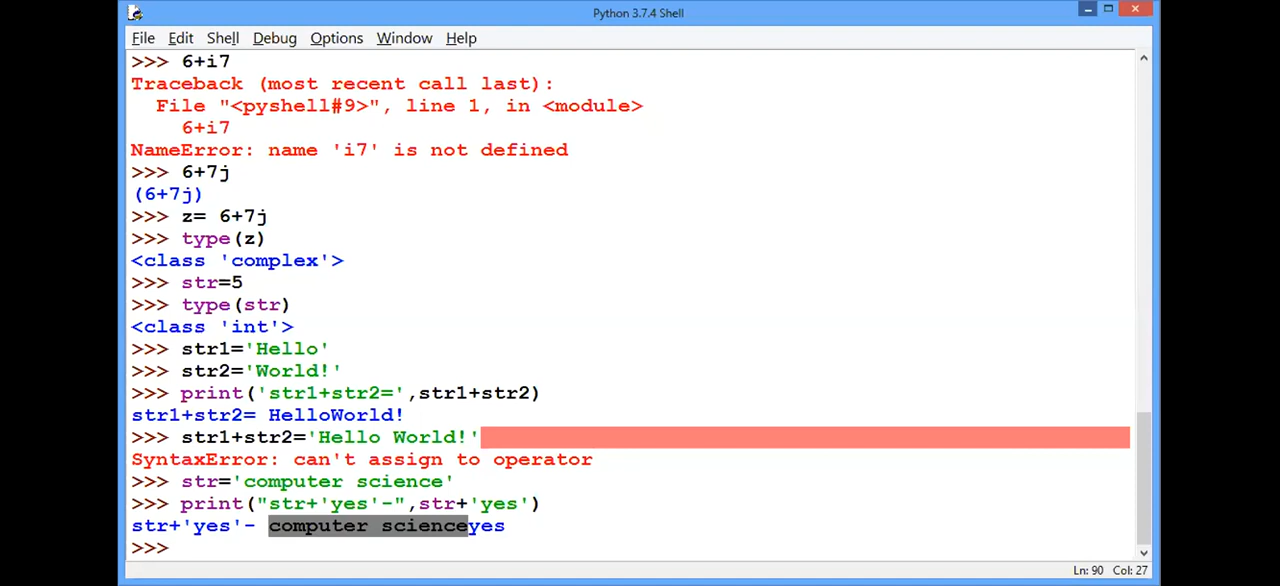 Python 3.7.4 Shell
File Edit Shell Debug Options Window Help
>>> 6+i7
Traceback (most recent call last):
  File "<pyshell#9>", line 1, in <module>
    6+i7
NameError: name 'i7' is not defined
>>> 6+7j
(6+7j)
>>> z= 6+7j
>>> type(z)
<class 'complex'>
>>> str=5
>>> type(str)
<class 'int'>
>>> str1='Hello'
>>> str2='World!'
>>> print('str1+str2=',str1+str2)
str1+str2= HelloWorld!
>>> str1+str2='Hello World!'
SyntaxError: can't assign to operator
>>> str='computer science'
>>> print("str+'yes'-",str+'yes')
str+'yes'- computer scienceyes
>>>
Ln: 90 Col: 27